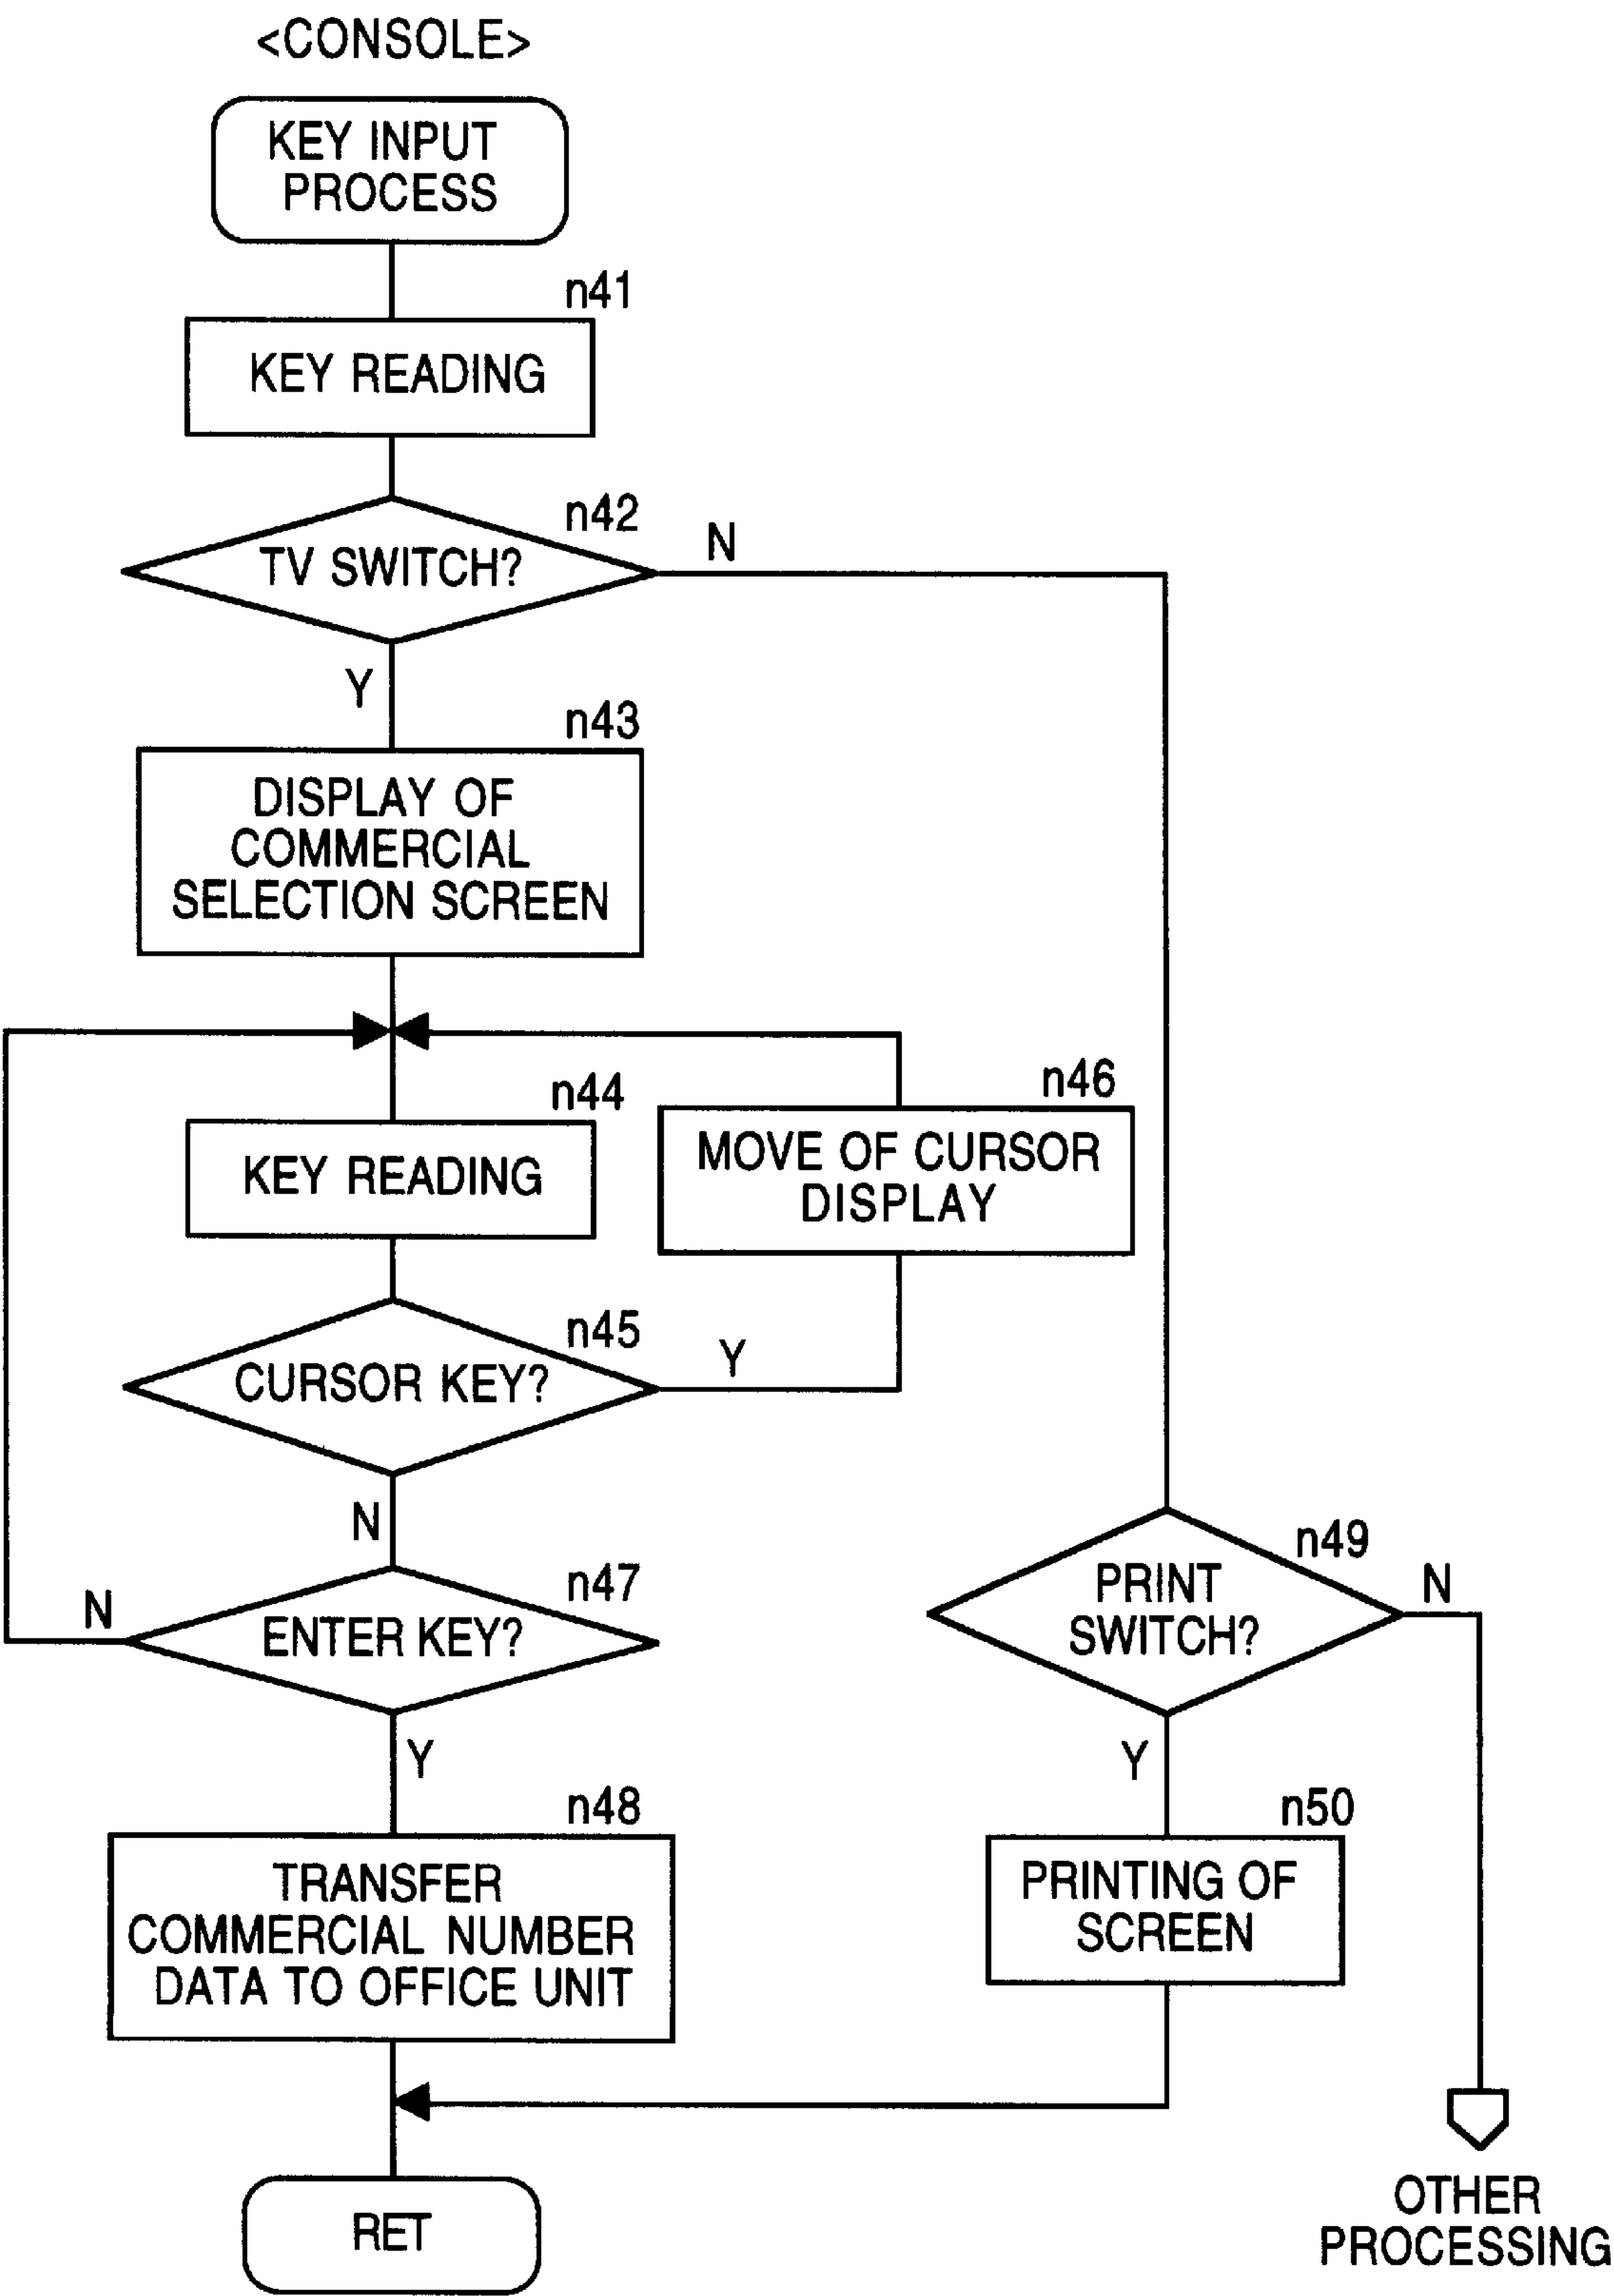 <CONSOLE>
KEY INPUT
PROCESS
n41
KEY READING
n42
TV SWITCH?
N
Y
n43
DISPLAY OF
COMMERCIAL
SELECTION SCREEN
n44
KEY READING
n46
MOVE OF CURSOR
DISPLAY
n45
CURSOR KEY?
Y
N
n47
ENTER KEY?
N
Y
n48
TRANSFER
COMMERCIAL NUMBER
DATA TO OFFICE UNIT
n49
PRINT
SWITCH?
N
Y
n50
PRINTING OF
SCREEN
RET
OTHER
PROCESSING